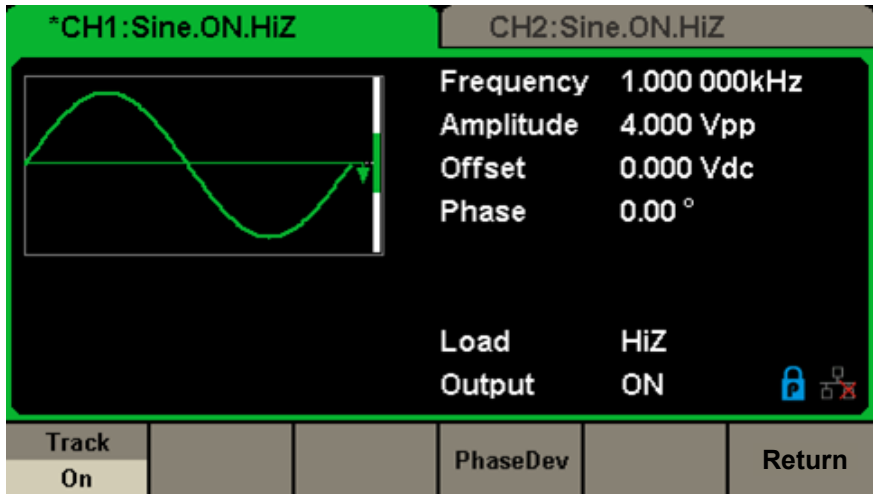 *CH1:Sine.ON.HiZ CH2:Sine.ON.HiZ
Frequency 1.000 000kHz
Amplitude 4.000 Vpp
Offset 0.000 Vdc
Phase 0.00 °
Load HiZ
Output ON
P
Track
On
PhaseDev
Return